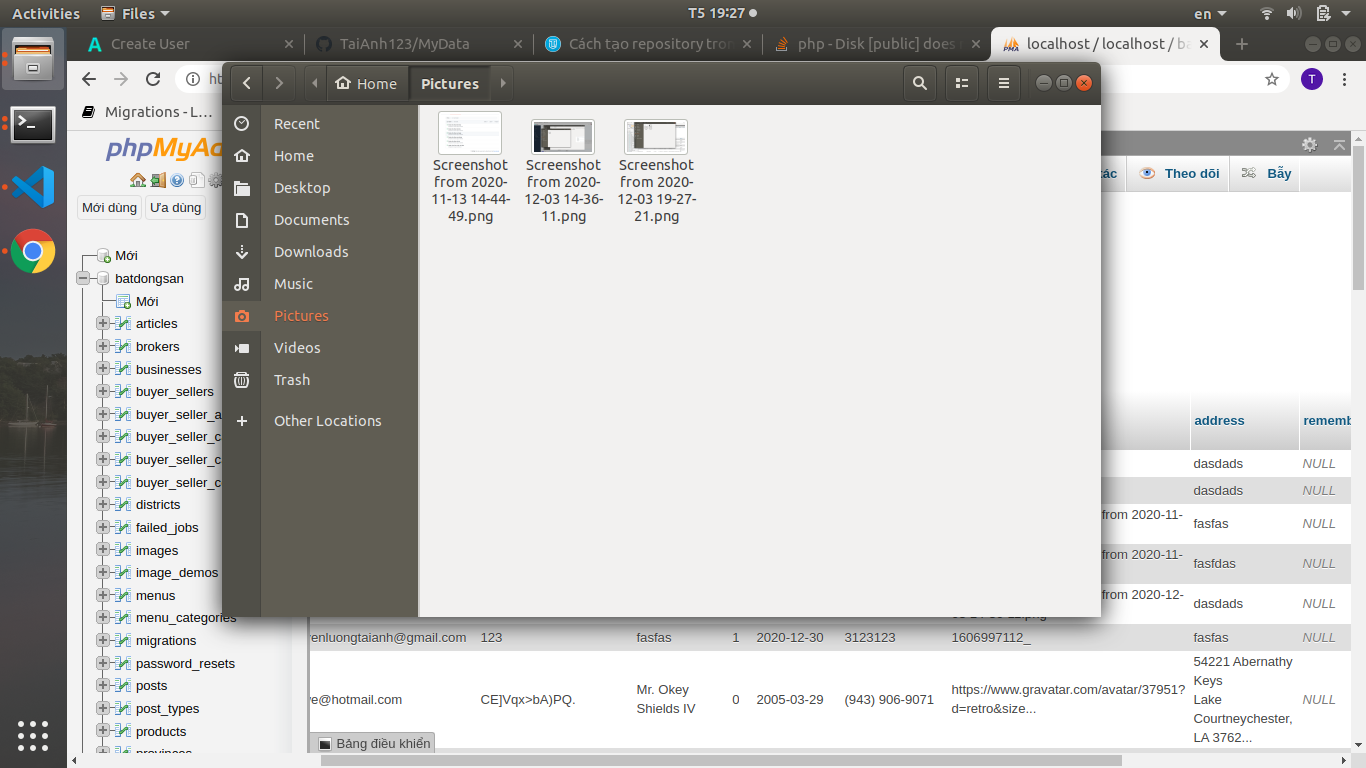 Activities
Files
T5 19:27
en
Create User
TaiAnh123/MyData
Cách tạo repository tron
php - Disk [public] does
localhost / localhost / ba
T
Migrations - L…
Home
Pictures
Recent
Home
Desktop
Documents
Downloads
Music
Pictures
Videos
Trash
Other Locations
Screenshot
from 2020-
11-13 14-44-
49.png
Screenshot
from 2020-
12-03 14-36-
11.png
Screenshot
from 2020-
12-03 19-27-
21.png
phpMyAd
Mới dùng
Ưa dùng
Mới
batdongsan
Mới
articles
brokers
businesses
buyer_sellers
buyer_seller_a
buyer_seller_c
buyer_seller_c
buyer_seller_c
districts
failed_jobs
images
image_demos
menus
menu_categories
migrations
password_resets
posts
post_types
products
provinces
tác
Theo dõi
Bẫy
address
rememb
dasdads
NULL
dasdads
NULL
from 2020-11-
fasfas
NULL
from 2020-11-
fasfdas
NULL
from 2020-12-
dasdads
NULL
enluongtaianh@gmail.com
123
fasfas
1
2020-12-30
3123123
1606997112_
fasfas
NULL
e@hotmail.com
CE]Vqx>bA)PQ.
Mr. Okey
Shields IV
0
2005-03-29
(943) 906-9071
https://www.gravatar.com/avatar/37951?
d=retro&size...
54221 Abernathy
Keys
Lake
Courtneychester,
LA 3762...
NULL
Bảng điều khiển